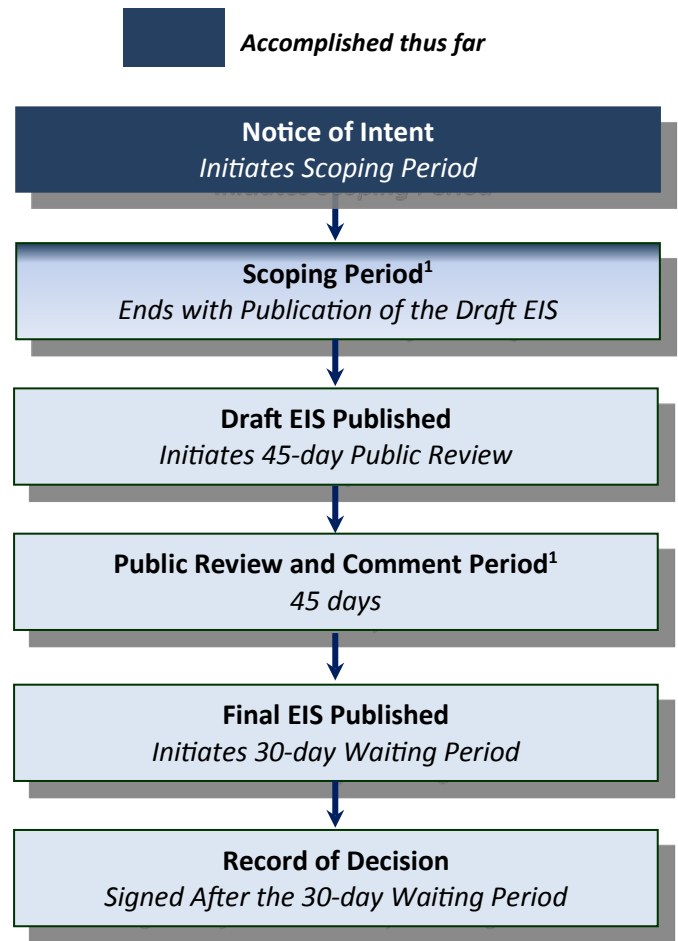 Accomplished thus far
Notice of Intent
Initiates Scoping Period
Scoping Period¹
Ends with Publication of the Draft EIS
Draft EIS Published
Initiates 45-day Public Review
Public Review and Comment Period¹
45 days
Final EIS Published
Initiates 30-day Waiting Period
Record of Decision
Signed After the 30-day Waiting Period